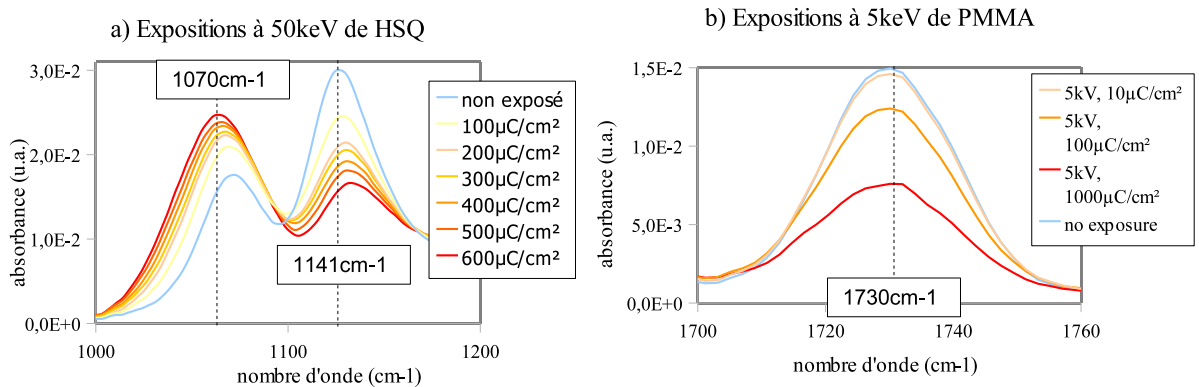 a) Expositions à 50keV de HSQ
3,0E-2
2,0E-2
1,0E-2
0,0E+0
absorbance (u.a.)
1070cm-1
1141cm-1
non exposé
100µC/cm²
200µC/cm²
300µC/cm²
400µC/cm²
500µC/cm²
600µC/cm²
1000
1100
1200
nombre d'onde (cm-1)
b) Expositions à 5keV de PMMA
1,5E-2
1,0E-2
5,0E-3
0,0E+0
absorbance (u.a.)
1730cm-1
5kV, 10µC/cm²
5kV,
100µC/cm²
5kV,
1000µC/cm²
no exposure
1700
1720
1740
1760
nombre d'onde (cm-1)